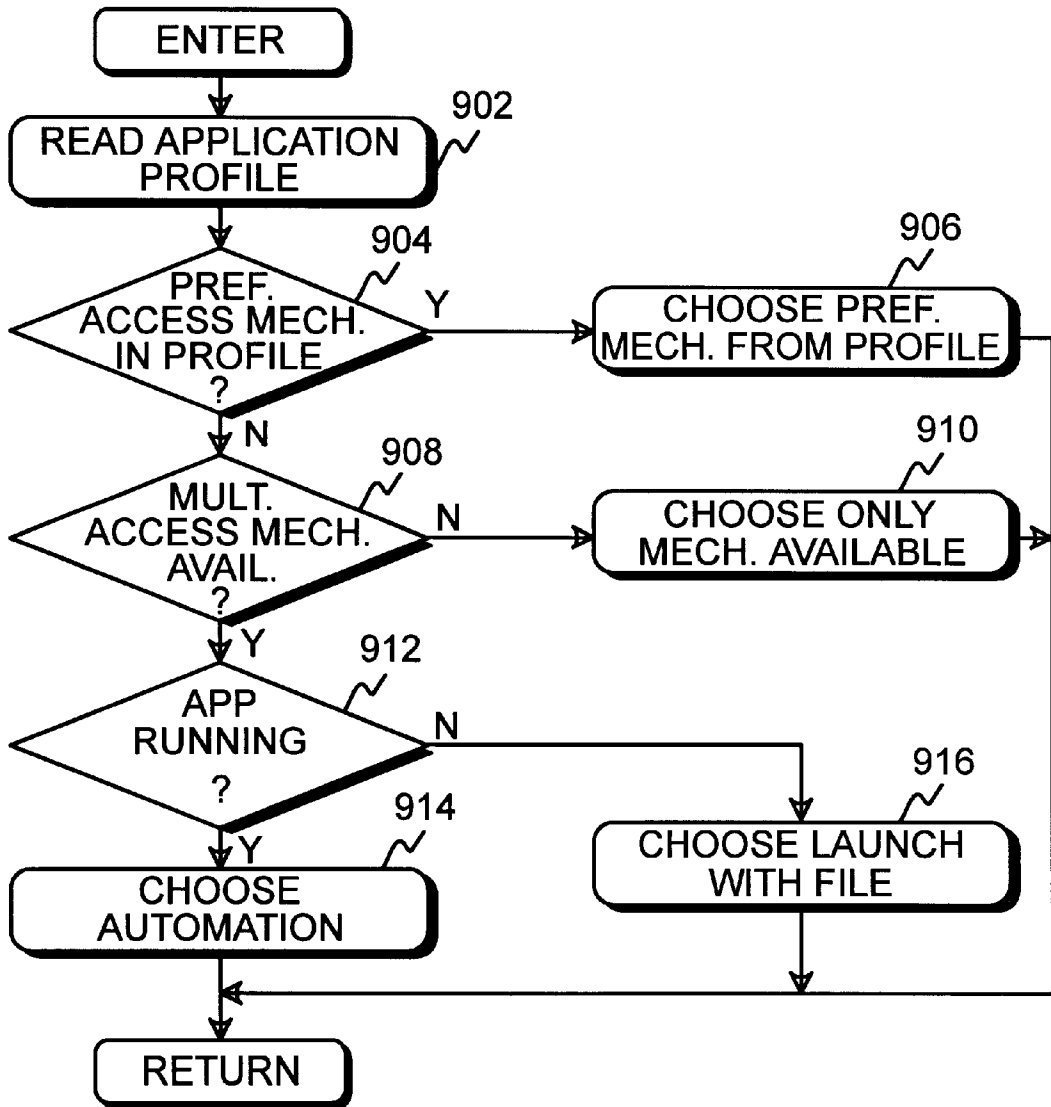 ENTER
902
READ APPLICATION
PROFILE
904
PREF.
ACCESS MECH.
IN PROFILE
?
Y
906
CHOOSE PREF.
MECH. FROM PROFILE
N
908
MULT.
ACCESS MECH.
AVAIL.
?
N
910
CHOOSE ONLY
MECH. AVAILABLE
Y
912
APP
RUNNING
?
N
916
CHOOSE LAUNCH
WITH FILE
Y
914
CHOOSE
AUTOMATION
RETURN